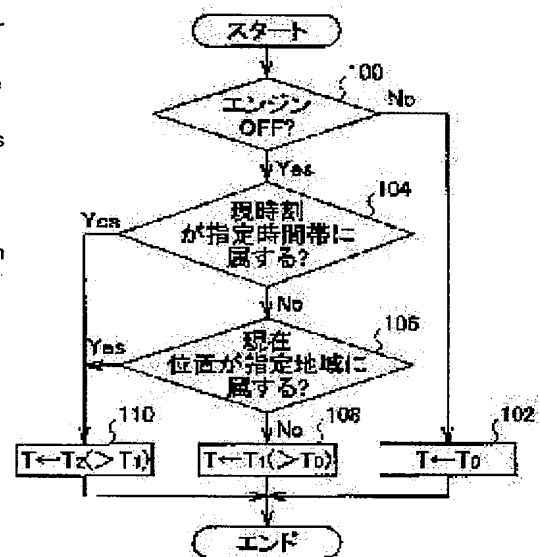 スタート
100
エンジン
OFF?
No
Yes
104
現時刻
が指定時間帯に
属する?
Yes
No
106
現在
位置が指定地域に
属する?
Yes
No
110
T←T2(>T1)
108
T←T1(>T0)
102
T←T0
エンド